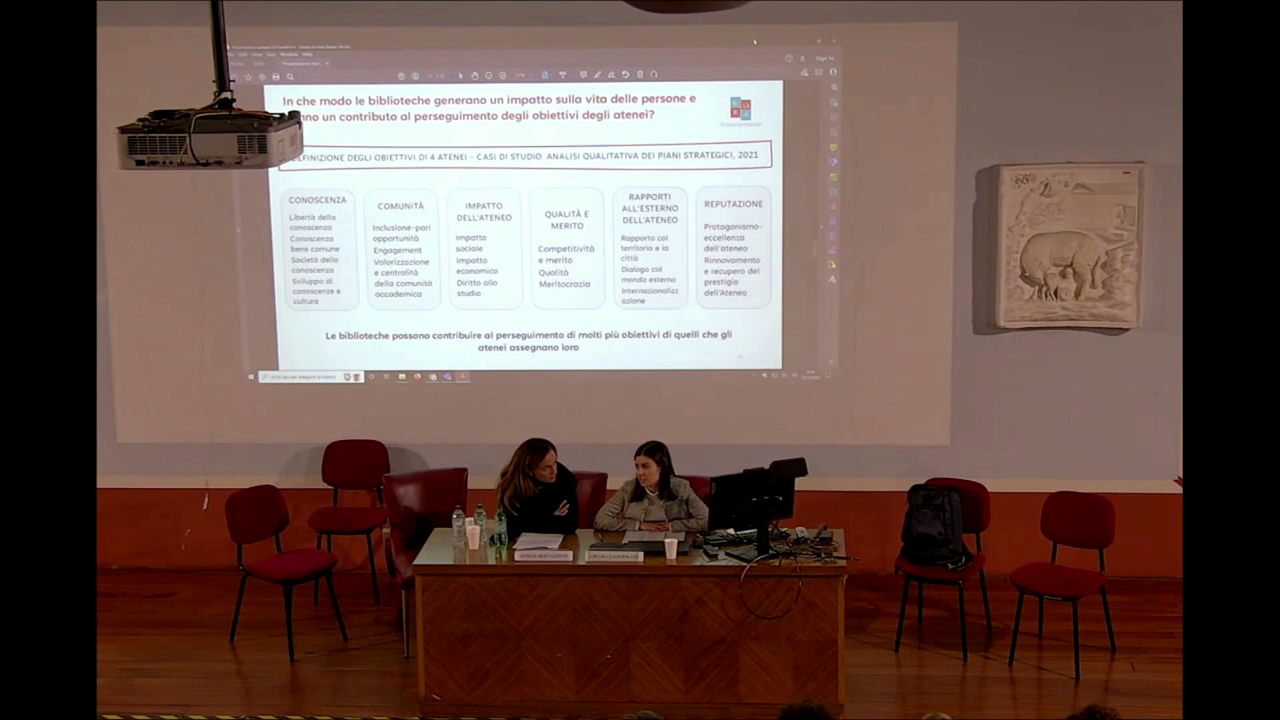 In che modo le biblioteche generano un impatto sulla vita delle persone e
un contributo al perseguimento degli obiettivi degli atenei?
DEGLI OBIETTIVI DI 4 ATENEI - CASI DI STUDIO. ANALISI QUALITATIVA DEI PIANI STRATEGICI, 2021
CONOSCENZA
Libertà della
conoscenza
Conoscenza
bene comune
Società della
conoscenza
Sviluppo di
conoscenze e
cultura
COMUNITÀ
Inclusione-pari
opportunità
Engagement
Valorizzazione
e centralità
della comunità
accademica
IMPATTO
DELL'ATENEO
Impatto
sociale
Impatto
economico
Diritto allo
studio
QUALITÀ E
MERITO
Competitività
e merito
Qualità
Meritocrazia
RAPPORTI
ALL'ESTERNO
DELL'ATENEO
Rapporto col
territorio e la
città
Dialogo col
mondo esterno
Internazionalizz
azione
REPUTAZIONE
Protagonismo-
eccellenza
dell'ateneo
Rinnovamento
e recupero del
prestigio
dell'Ateneo
Le biblioteche possono contribuire al perseguimento di molti più obiettivi di quelli che gli
atenei assegnano loro